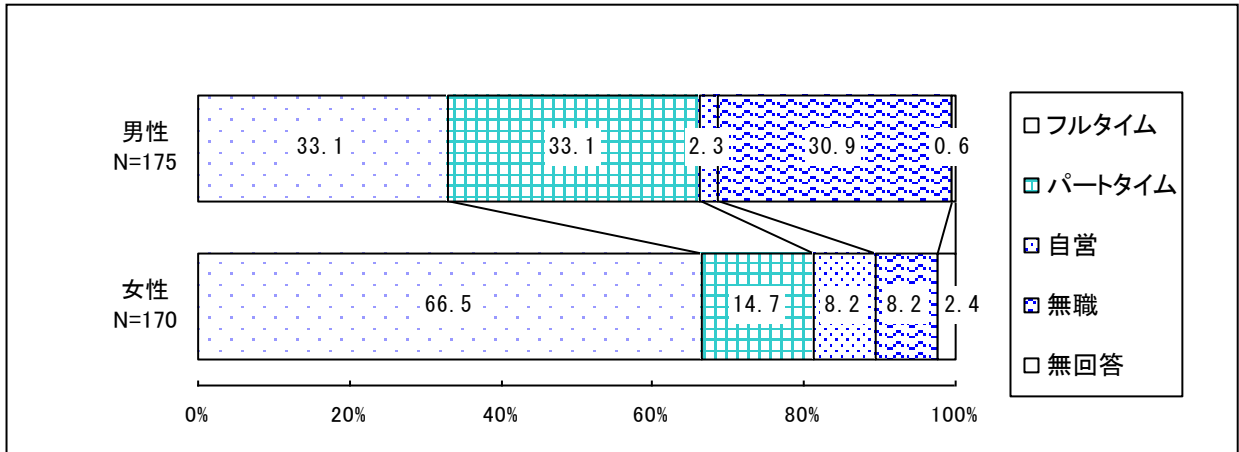 男性
N=175
33.1
33.1
2.3
30.9
0.6
女性
N=170
66.5
14.7
8.2
8.2
2.4
0%
20%
40%
60%
80%
100%
フルタイム
パートタイム
自営
無職
無回答